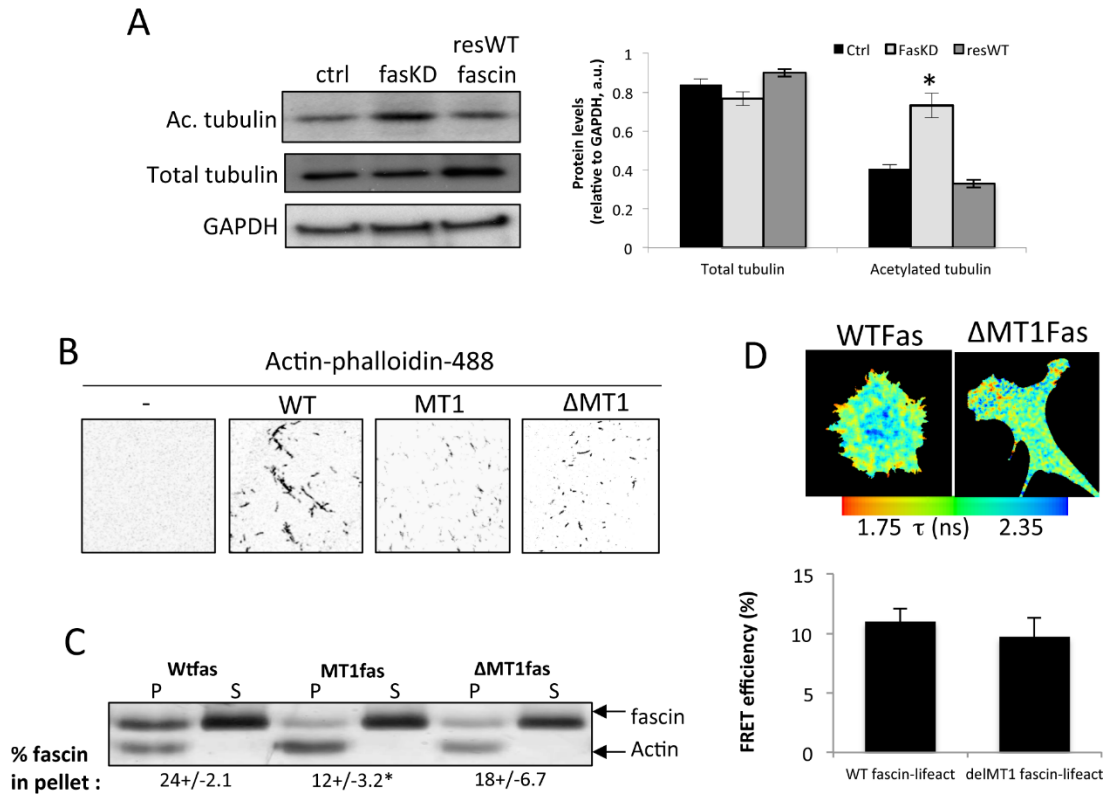 A
ctrl
fasKD
resWT
fascin
Ac. tubulin
Total tubulin
GAPDH
Ctrl
FasKD
resWT
Protein levels
(relative to GAPDH, a.u.)
1
0.8
0.6
0.4
0.2
0
*
Total tubulin
Acetylated tubulin
B
Actin-phalloidin-488
-
WT
MT1
ΔMT1
C
Wtfas
MT1fas
ΔMT1fas
P
S
P
S
P
S
fascin
Actin
% fascin
in pellet :
24+/-2.1
12+/-3.2*
18+/-6.7
D
WTFas
ΔMT1Fas
1.75 τ (ns) 2.35
FRET efficiency (%)
15
10
5
0
WT fascin-lifeact
delMT1 fascin-lifeact